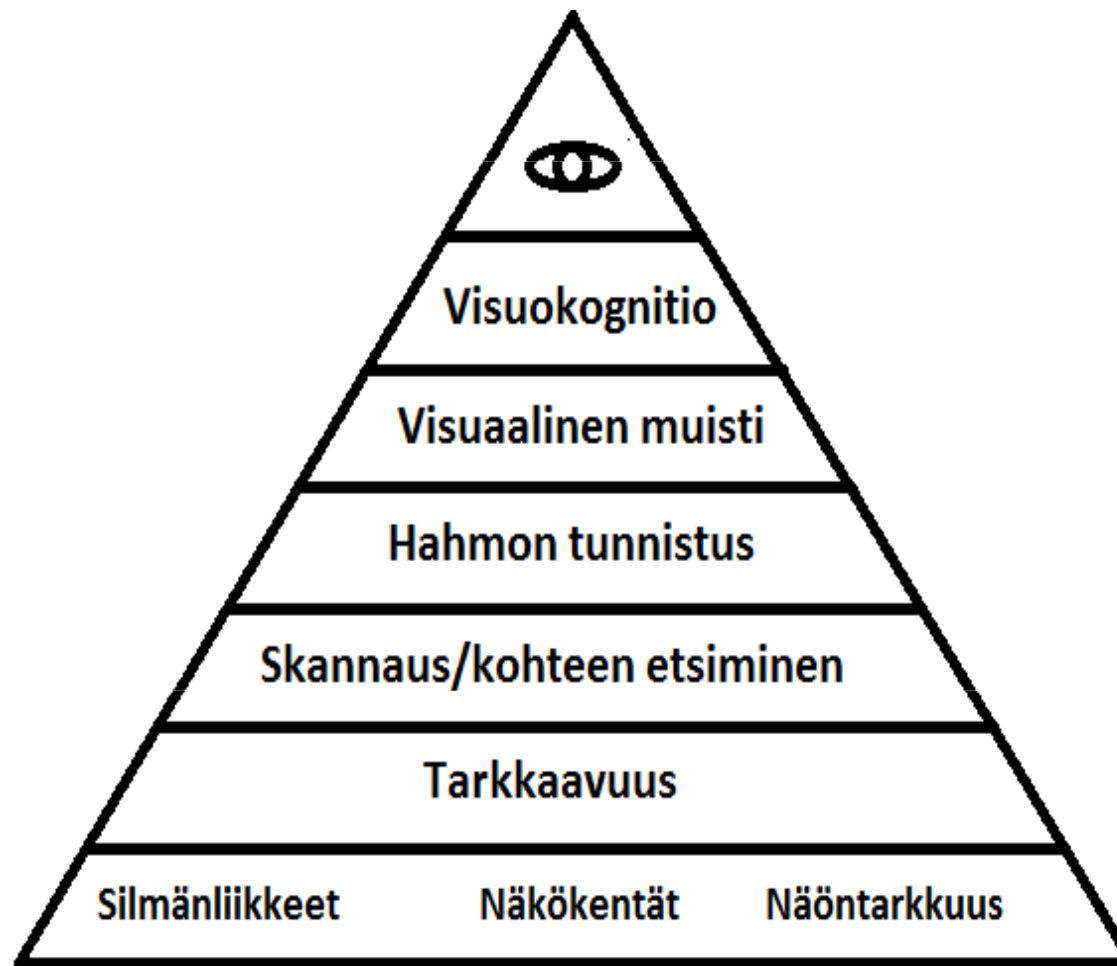 Visuokognitio
Visuaalinen muisti
Hahmon tunnistus
Skannaus/kohteen etsiminen
Tarkkaavuus
Silmänliikkeet Näkökentät Näöntarkkuus